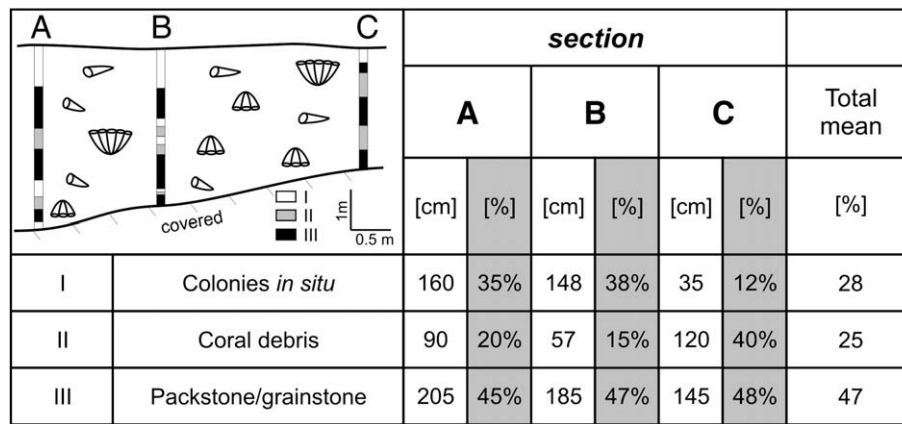 A B C
I
II
III
covered
1m
0.5 m
section
A B C Total mean
[cm] [%] [cm] [%] [cm] [%] [%]
I Colonies in situ 160 35% 148 38% 35 12% 28
II Coral debris 90 20% 57 15% 120 40% 25
III Packstone/grainstone 205 45% 185 47% 145 48% 47